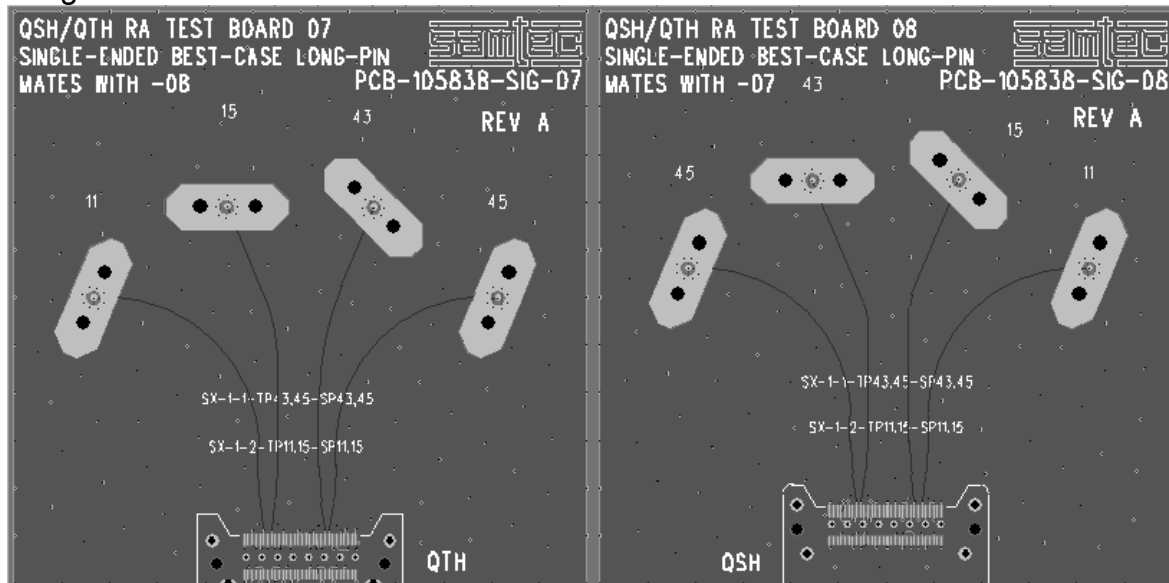 QSH/QTH RA TEST BOARD 07
samtec
SINGLE-ENDED BEST-CASE LONG-PIN
MATES WITH -08
PCB-105838-SIG-07
REV A
15
43
11
45
SX-1-1-TP43,45-SP43,45
SX-1-2-TP11,15-SP11,15
QTH
QSH/QTH RA TEST BOARD 08
samtec
SINGLE-ENDED BEST-CASE LONG-PIN
MATES WITH -07
43
PCB-105838-SIG-08
REV A
15
45
11
SX-1-1-TP43,45-SP43,45
SX-1-2-TP11,15-SP11,15
QSH